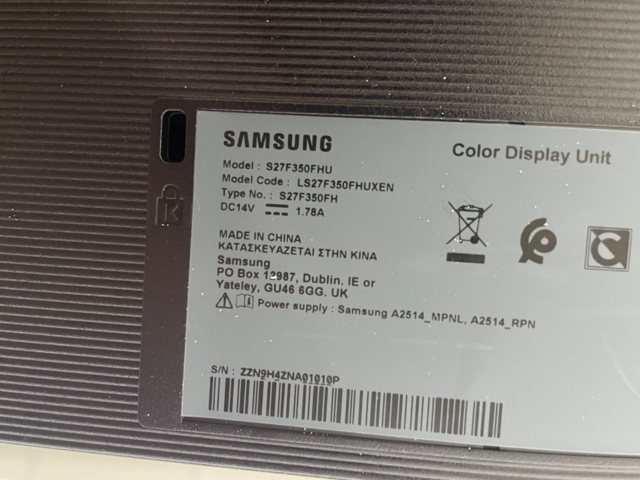 SAMSUNG
Color Display Unit
Model : S27F350FHU
Model Code : LS27F350FHUXEN
Type No. : S27F350FH
DC14V 1.78A
MADE IN CHINA
ΚΑΤΑΣΚΕΥΑΖΕΤΑΙ ΣΤΗΝ ΚΙΝΑ
Samsung
PO Box 12987, Dublin. IE or
Yateley, GU46 6GG. UK
Power supply : Samsung A2514_MPNL, A2514_RPN
S/N : ZZN9H4ZNA01010P